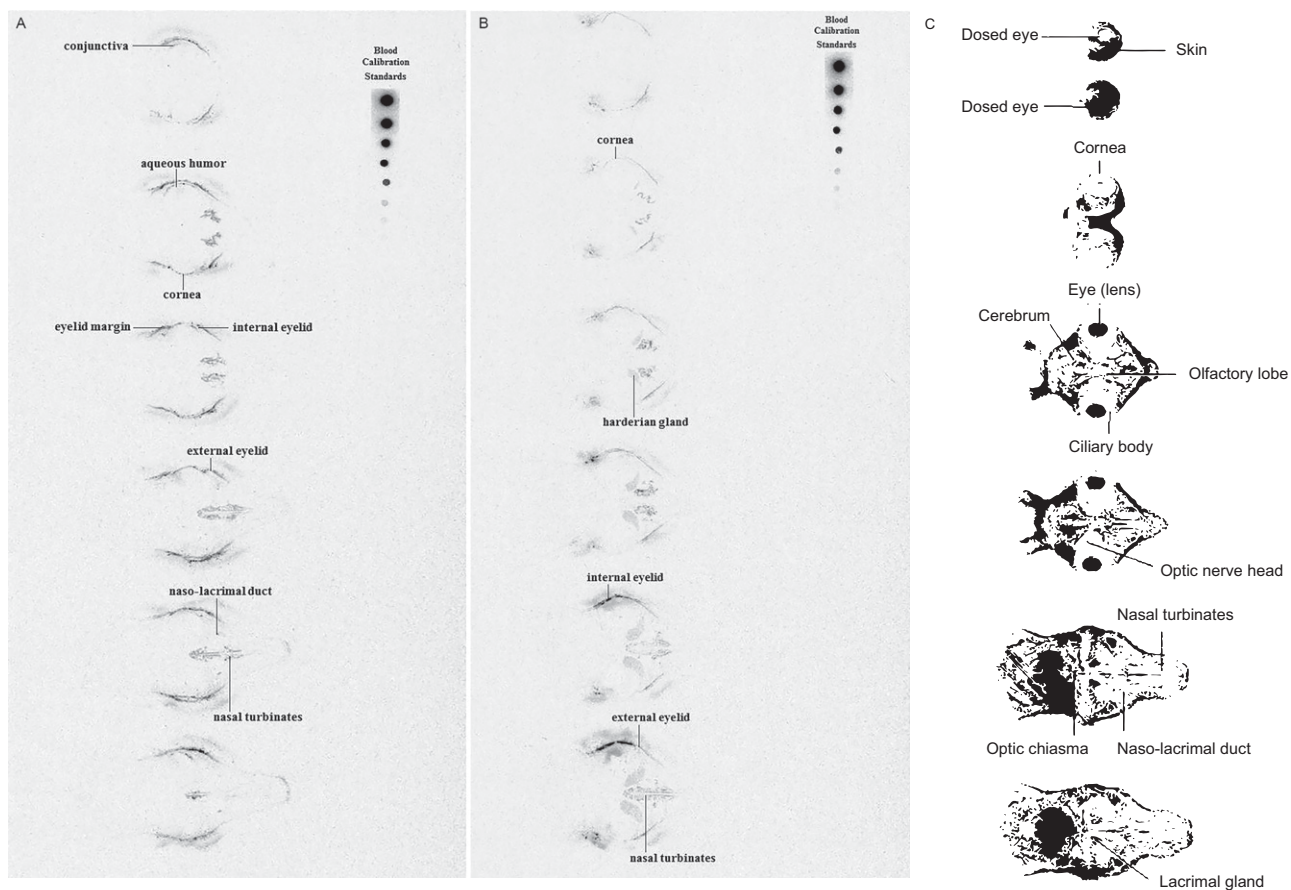 A
conjunctiva
Blood
Calibration
Standards
aqueous humor
cornea
eyelid margin
internal eyelid
external eyelid
naso-lacrimal duct
nasal turbinates
B
Blood
Calibration
Standards
cornea
harderian gland
internal eyelid
external eyelid
nasal turbinates
C
Dosed eye
Skin
Dosed eye
Cornea
Eye (lens)
Cerebrum
Olfactory lobe
Ciliary body
Optic nerve head
Nasal turbinates
Optic chiasma
Naso-lacrimal duct
Lacrimal gland